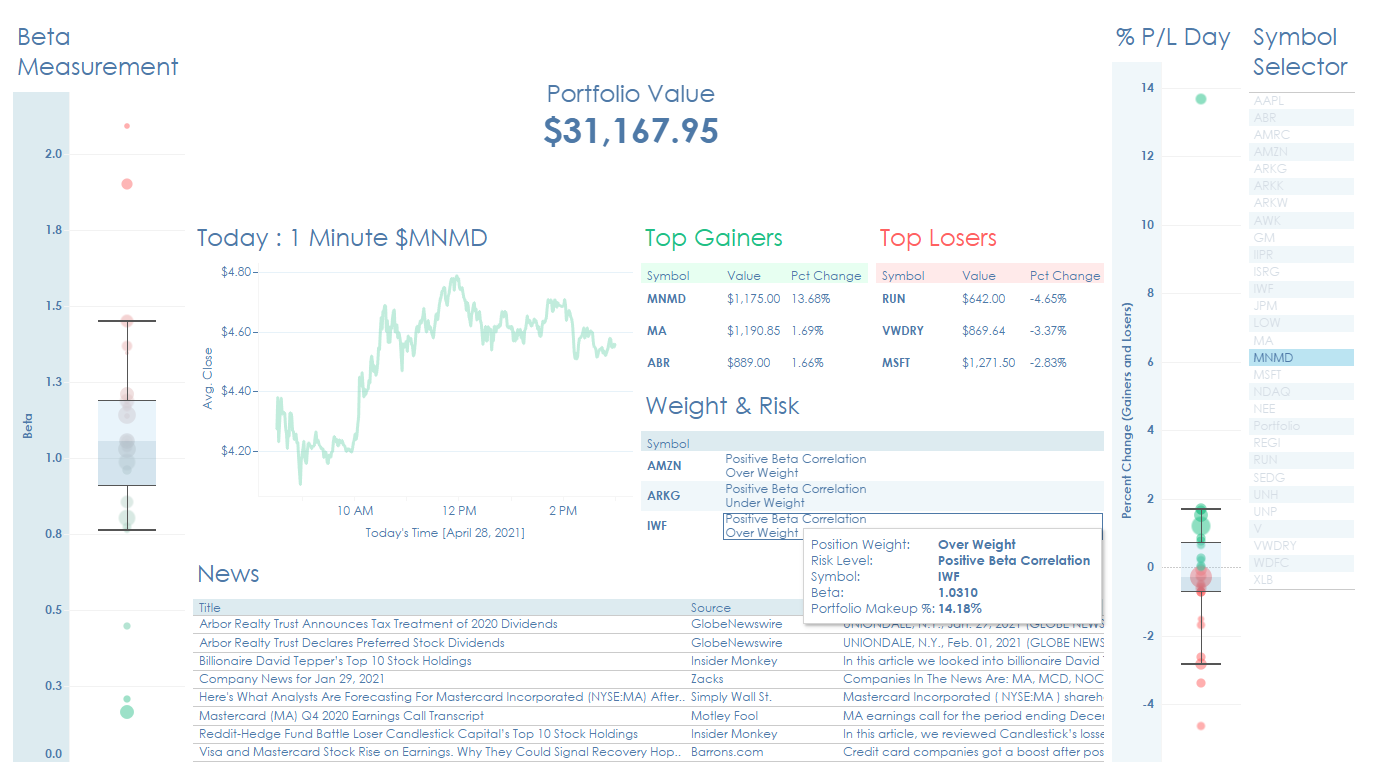 Beta
Measurement
2.0
1.8
1.5
1.3
1.0
0.8
0.5
0.3
0.0
Beta
Portfolio Value
$31,167.95
Today : 1 Minute $MNMD
$4.80
$4.60
$4.40
$4.20
Avg. Close
10 AM 12 PM 2 PM
Today's Time [April 28, 2021]
Top Gainers
Symbol Value Pct Change
MNMD $1,175.00 13.68%
MA $1,190.85 1.69%
ABR $889.00 1.66%
Top Losers
Symbol Value Pct Change
RUN $642.00 -4.65%
VWDRY $869.64 -3.37%
MSFT $1,271.50 -2.83%
Weight & Risk
Symbol
AMZN Positive Beta Correlation
Over Weight
ARKG Positive Beta Correlation
Under Weight
IWF Positive Beta Correlation
Over Weight
Position Weight: Over Weight
Risk Level: Positive Beta Correlation
Symbol: IWF
Beta: 1.0310
Portfolio Makeup %: 14.18%
News
Title Source
Arbor Realty Trust Announces Tax Treatment of 2020 Dividends GlobeNewswire UNIONDALE, N.Y., Jan. 29, 2021 (GLOBE NEWS
Arbor Realty Trust Declares Preferred Stock Dividends GlobeNewswire UNIONDALE, N.Y., Feb. 01, 2021 (GLOBE NEWS
Billionaire David Tepper's Top 10 Stock Holdings Insider Monkey In this article we looked into billionaire David
Company News for Jan 29, 2021 Zacks Companies In The News Are: MA, MCD, NOC
Here's What Analysts Are Forecasting For Mastercard Incorporated (NYSE:MA) After.. Simply Wall St. Mastercard Incorporated ( NYSE:MA ) shareh
Mastercard (MA) Q4 2020 Earnings Call Transcript Motley Fool MA earnings call for the period ending Decem
Reddit-Hedge Fund Battle Loser Candlestick Capital's Top 10 Stock Holdings Insider Monkey In this article, we reviewed Candlestick's losse
Visa and Mastercard Stock Rise on Earnings. Why They Could Signal Recovery Hop.. Barrons.com Credit card companies got a boost after pos
% P/L Day
14
12
10
8
6
4
2
0
-2
-4
Percent Change (Gainers and Losers)
Symbol
Selector
AAPL
ABR
AMRC
AMZN
ARKG
ARKK
ARKW
AWK
GM
IIPR
ISRG
IWF
JPM
LOW
MA
MNMD
MSFT
NDAQ
NEE
Portfolio
REGI
RUN
SEDG
UNH
UNP
V
VWDRY
WDFC
XLB